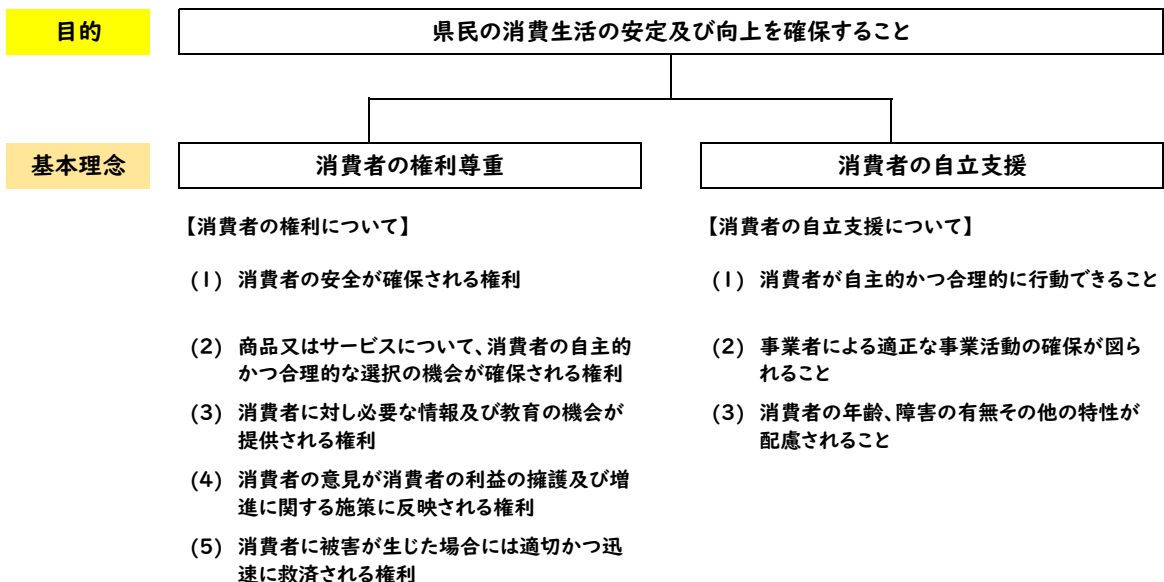 目的
県民の消費生活の安定及び向上を確保すること
基本理念
消費者の権利尊重
消費者の自立支援
【消費者の権利について】
(1) 消費者の安全が確保される権利
(2) 商品又はサービスについて、消費者の自主的
かつ合理的な選択の機会が確保される権利
(3) 消費者に対し必要な情報及び教育の機会が
提供される権利
(4) 消費者の意見が消費者の利益の擁護及び増
進に関する施策に反映される権利
(5) 消費者に被害が生じた場合には適切かつ迅
速に救済される権利
【消費者の自立支援について】
(1) 消費者が自主的かつ合理的に行動できること
(2) 事業者による適正な事業活動の確保が図ら
れること
(3) 消費者の年齢、障害の有無その他の特性が
配慮されること